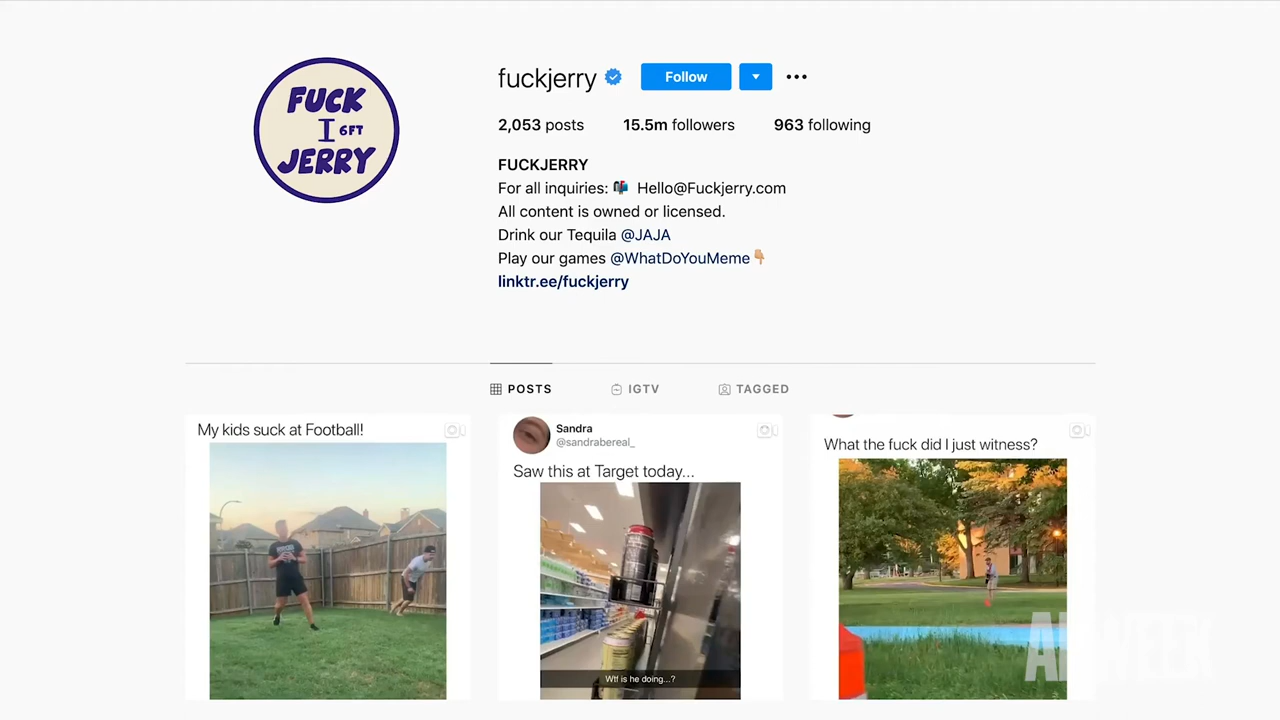 FUCK
6FT
JERRY
fuckjerry
Follow
2,053 posts 15.5m followers 963 following
FUCKJERRY
For all inquiries: 📬 Hello@Fuckjerry.com
All content is owned or licensed.
Drink our Tequila @JAJA
Play our games @WhatDoYouMeme👇🏼
linktr.ee/fuckjerry
POSTS IGTV TAGGED
My kids suck at Football!
Sandra
@sandrabereal_
Saw this at Target today...
Wtf is he doing...?
What the fuck did I just witness?
ADWEEK